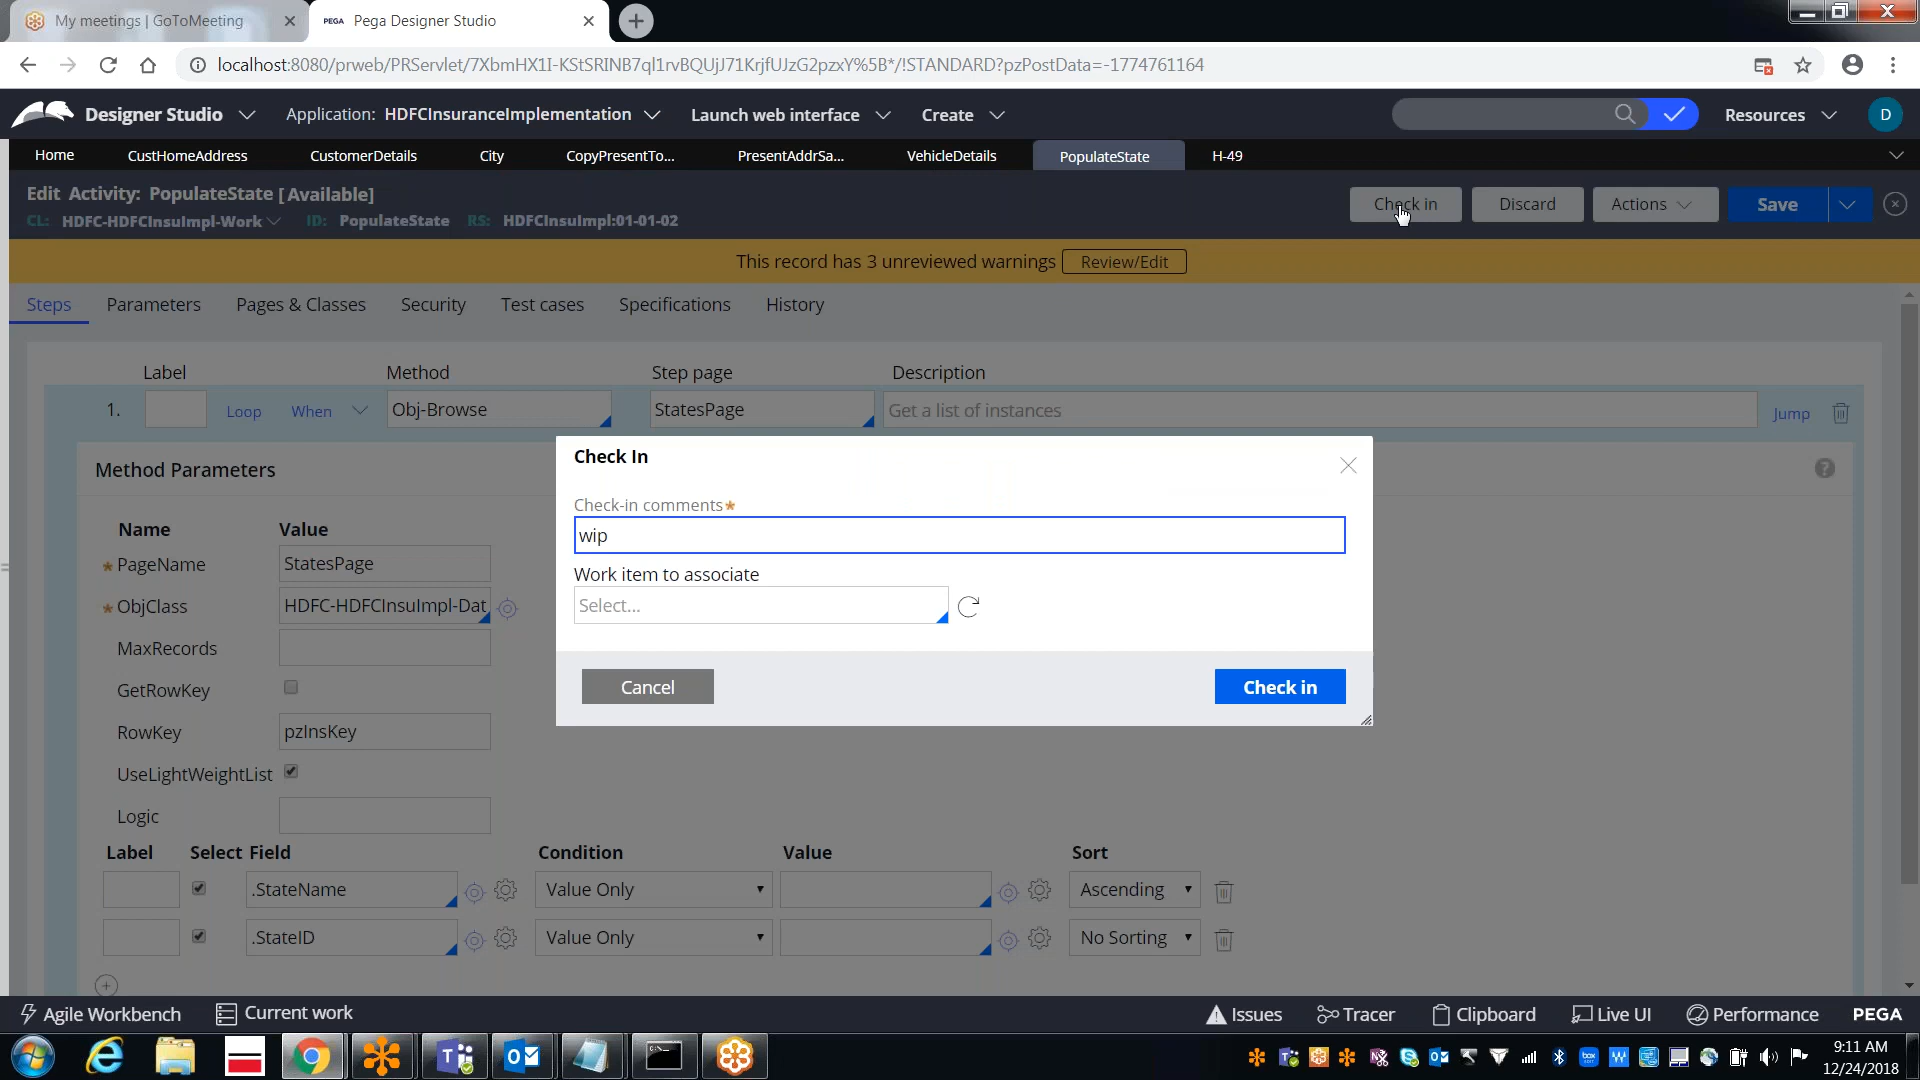 My meetings | GoToMeeting
PEGA Pega Designer Studio
localhost:8080/prweb/PRServlet/7XbmHX1I-KStSRINB7ql1rvBQUjJ71KrjfUJzG2pzxY%5B*/!STANDARD?pzPostData=-1774761164
Designer Studio Application: HDFCInsuranceImplementation Launch web interface Create Resources D
Home CustHomeAddress CustomerDetails City CopyPresentTo... PresentAddrSa... VehicleDetails PopulateState H-49
Edit Activity: PopulateState [Available]
CL: HDFC-HDFCInsuImpl-Work ID: PopulateState RS: HDFCInsuImpl:01-01-02
Check in Discard Actions Save
This record has 3 unreviewed warnings Review/Edit
Steps Parameters Pages & Classes Security Test cases Specifications History
Label Method Step page Description
1. Loop When Obj-Browse StatesPage Get a list of instances Jump
Method Parameters
Name Value
PageName StatesPage
ObjClass HDFC-HDFCInsuImpl-Dat
MaxRecords
GetRowKey
RowKey pzInsKey
UseLightWeightList
Logic
Label Select Field Condition Value Sort
.StateName Value Only Ascending
.StateID Value Only No Sorting
Check In
Check-in comments*
wip
Work item to associate
Select...
Cancel Check in
Agile Workbench Current work Issues Tracer Clipboard Live UI Performance PEGA
9:11 AM
12/24/2018